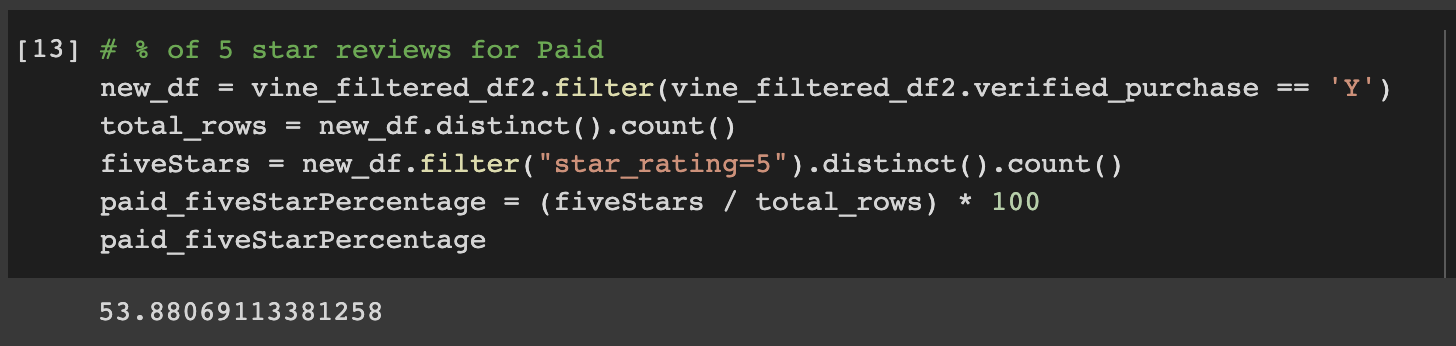 [13] # % of 5 star reviews for Paid
new_df = vine_filtered_df2.filter(vine_filtered_df2.verified_purchase == 'Y')
total_rows = new_df.distinct().count()
fiveStars = new_df.filter("star_rating=5").distinct().count()
paid_fiveStarPercentage = (fiveStars / total_rows) * 100
paid_fiveStarPercentage
53.88069113381258